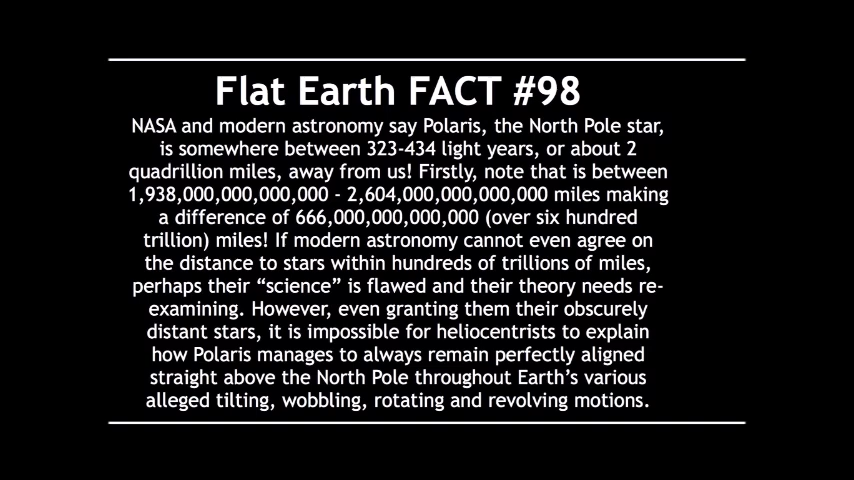 Flat Earth FACT #98
NASA and modern astronomy say Polaris, the North Pole star,
is somewhere between 323-434 light years, or about 2
quadrillion miles, away from us! Firstly, note that is between
1,938,000,000,000,000 - 2,604,000,000,000,000 miles making
a difference of 666,000,000,000,000 (over six hundred
trillion) miles! If modern astronomy cannot even agree on
the distance to stars within hundreds of trillions of miles,
perhaps their “science” is flawed and their theory needs re-
examining. However, even granting them their obscurely
distant stars, it is impossible for heliocentrists to explain
how Polaris manages to always remain perfectly aligned
straight above the North Pole throughout Earth’s various
alleged tilting, wobbling, rotating and revolving motions.